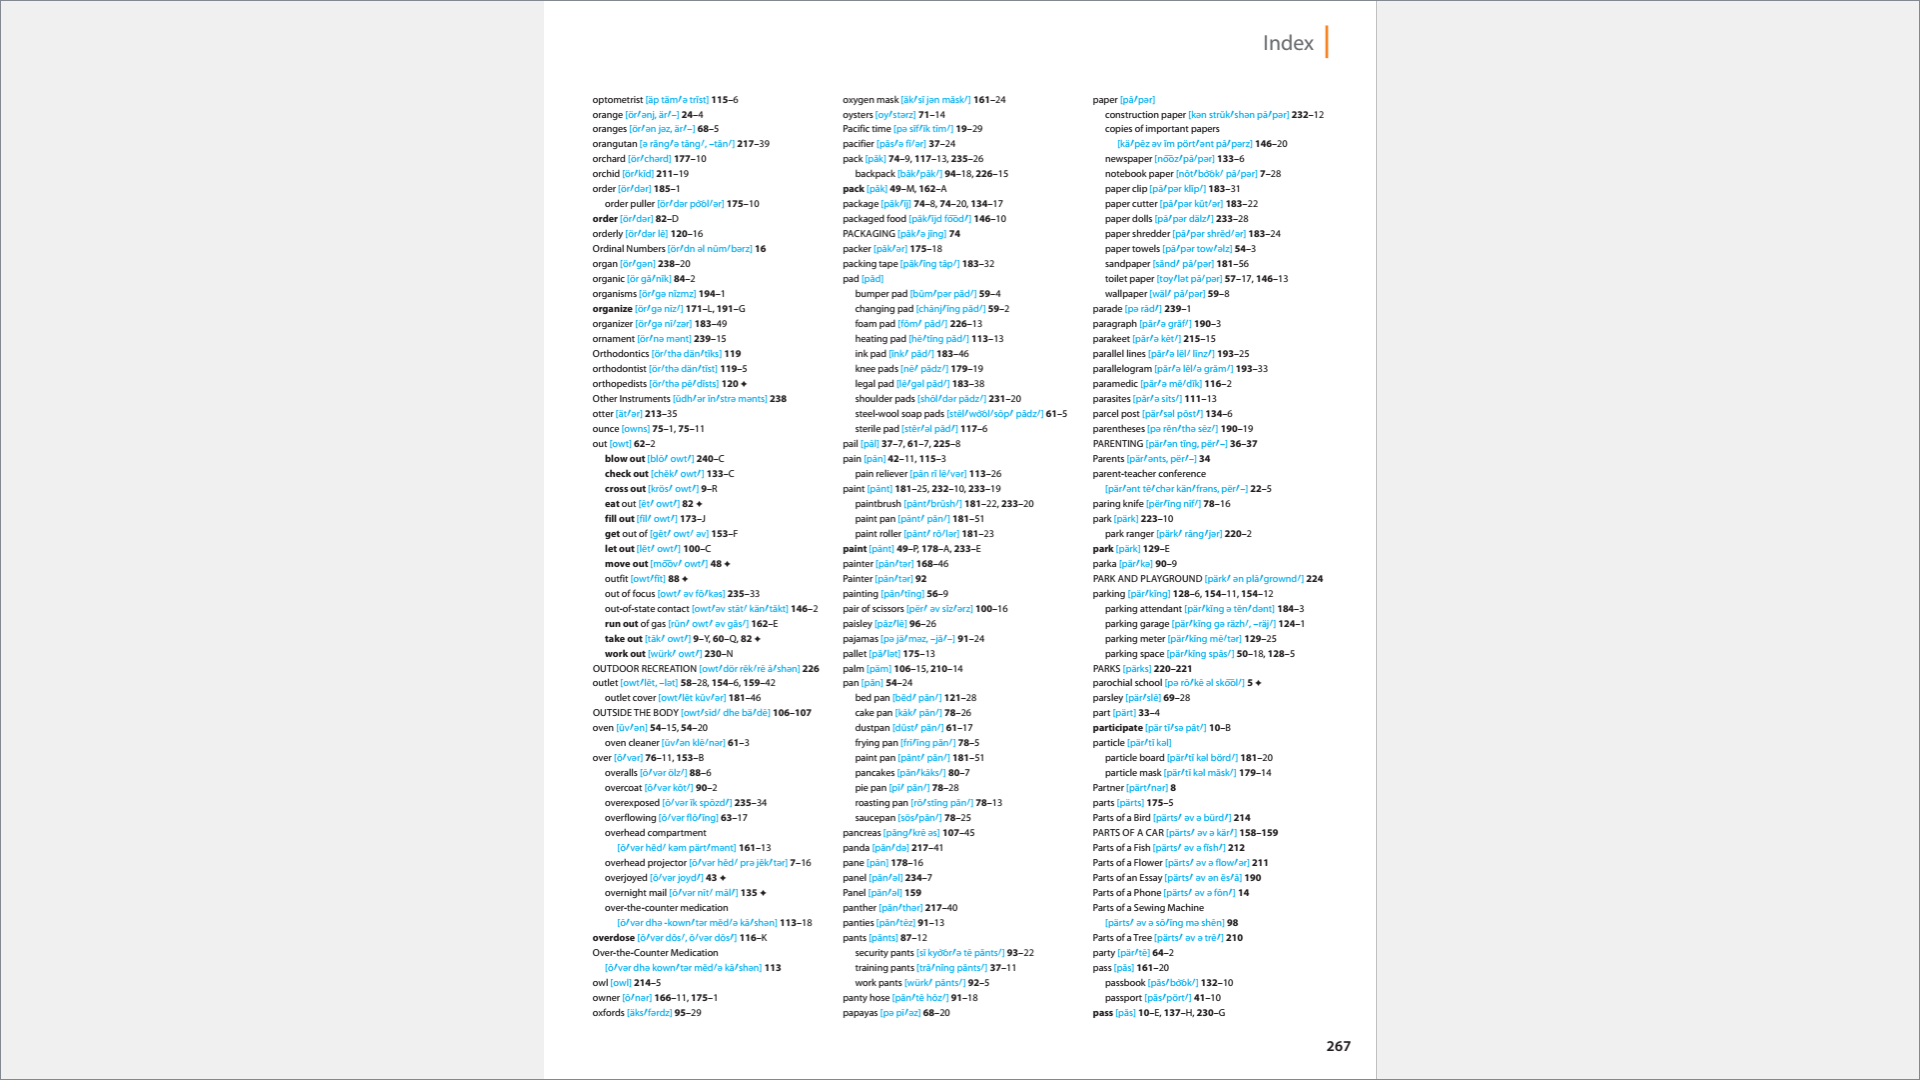 Index
optometrist [äp täm/ə trĭst] 115–6
orange [ör/ənj, är/–] 24–4
oranges [ör/ən jəz, är/–] 68–5
orangutan [ə răng/ə tăng/, –tăn/] 217–39
orchard [ör/chərd] 177–10
orchid [ör/kĭd] 211–19
order [ör/dər] 185–1
order puller [ör/dər po͝ol/ər] 175–10
order [ör/dər] 82–D
orderly [ör/dər lē] 120–16
Ordinal Numbers [ör/dn əl nŭm/bərz] 16
organ [ör/gən] 238–20
organic [ör gă/nĭk] 84–2
organisms [ör/gə nĭzmz] 194–1
organize [ör/gə nīz/] 171–L, 191–G
organizer [ör/gə nī/zər] 183–49
ornament [ör/nə mənt] 239–15
Orthodontics [ör/thə dän/tĭks] 119
orthodontist [ör/thə dän/tĭst] 119–5
orthopedists [ör/thə pē/dĭsts] 120 ✦
Other Instruments [ŭdh/ər ĭn/strə mənts] 238
otter [ät/ər] 213–35
ounce [owns] 75–1, 75–11
out [owt] 62–2
blow out [blō/ owt/] 240–C
check out [chĕk/ owt/] 133–C
cross out [krös/ owt/] 9–R
eat out [ēt/ owt/] 82 ✦
fill out [fĭl/ owt/] 173–J
get out of [gĕt/ owt/ əv] 153–F
let out [lĕt/ owt/] 100–C
move out [mo͞ov/ owt/] 48 ✦
outfit [owt/fĭt] 88 ✦
out of focus [owt/ əv fō/kəs] 235–33
out-of-state contact [owt/əv stāt/ kän/tăkt] 146–2
run out of gas [rŭn/ owt/ əv găs/] 162–E
take out [tāk/ owt/] 9–Y, 60–Q, 82 ✦
work out [würk/ owt/] 230–N
OUTDOOR RECREATION [owt/dör rĕk/rē ā/shən] 226
outlet [owt/lĕt, –lət] 58–28, 154–6, 159–42
outlet cover [owt/lĕt kŭv/ər] 181–46
OUTSIDE THE BODY [owt/sīd/ dhe bä/dē] 106–107
oven [ŭv/ən] 54–15, 54–20
oven cleaner [ŭv/ən klē/nər] 61–3
over [ō/vər] 76–11, 153–B
overalls [ō/vər ölz/] 88–6
overcoat [ō/vər kōt/] 90–2
overexposed [ō/vər ĭk spōzd/] 235–34
overflowing [ō/vər flō/ĭng] 63–17
overhead compartment
[ō/vər hĕd/ kəm pärt/mənt] 161–13
overhead projector [ō/vər hĕd/ prə jĕk/tər] 7–16
overjoyed [ō/vər joyd/] 43 ✦
overnight mail [ō/vər nīt/ māl/] 135 ✦
over-the-counter medication
[ō/vər dhə -kown/tər mĕd/ə kā/shən] 113–18
overdose [ō/vər dōs/, ō/vər dōs/] 116–K
Over-the-Counter Medication
[ō/vər dhə kown/tər mĕd/ə kā/shən] 113
owl [owl] 214–5
owner [ō/nər] 166–11, 175–1
oxfords [äks/fərdz] 95–29
oxygen mask [äk/sĭ jən măsk/] 161–24
oysters [oy/stərz] 71–14
Pacific time [pə sĭf/ĭk tīm/] 19–29
pacifier [păs/ə fī/ər] 37–24
pack [păk] 74–9, 117–13, 235–26
backpack [băk/păk/] 94–18, 226–15
pack [păk] 49–M, 162–A
package [păk/ĭj] 74–8, 74–20, 134–17
packaged food [păk/ĭjd fo͞od/] 146–10
PACKAGING [păk/ə jĭng] 74
packer [păk/ər] 175–18
packing tape [păk/ĭng tāp/] 183–32
pad [păd]
bumper pad [bŭm/pər păd/] 59–4
changing pad [chānj/ĭng păd/] 59–2
foam pad [fōm/ păd/] 226–13
heating pad [hē/tĭng păd/] 113–13
ink pad [ĭnk/ păd/] 183–46
knee pads [nē/ pădz/] 179–19
legal pad [lē/gəl păd/] 183–38
shoulder pads [shōl/dər pădz/] 231–20
steel-wool soap pads [stēl/wo͝ol/sōp/ pădz/] 61–5
sterile pad [stĕr/əl păd/] 117–6
pail [pāl] 37–7, 61–7, 225–8
pain [pān] 42–11, 115–3
pain reliever [pān rĭ lē/vər] 113–26
paint [pānt] 181–25, 232–10, 233–19
paintbrush [pānt/brŭsh/] 181–22, 233–20
paint pan [pānt/ păn/] 181–51
paint roller [pānt/ rō/lər] 181–23
paint [pānt] 49–P, 178–A, 233–E
painter [pān/tər] 168–46
Painter [pān/tər] 92
painting [pān/tĭng] 56–9
pair of scissors [për/ əv sĭz/ərz] 100–16
paisley [pāz/lē] 96–26
pajamas [pə jä/məz, –jă/–] 91–24
pallet [pă/lət] 175–13
palm [päm] 106–15, 210–14
pan [păn] 54–24
bed pan [bĕd/ păn/] 121–28
cake pan [kāk/ păn/] 78–26
dustpan [dŭst/ păn/] 61–17
frying pan [frī/ĭng păn/] 78–5
paint pan [pānt/ păn/] 181–51
pancakes [păn/kāks/] 80–7
pie pan [pī/ păn/] 78–28
roasting pan [rō/stĭng păn/] 78–13
saucepan [sös/păn/] 78–25
pancreas [păng/krē əs] 107–45
panda [păn/də] 217–41
pane [pān] 178–16
panel [păn/əl] 234–7
Panel [păn/əl] 159
panther [păn/thər] 217–40
panties [păn/tēz] 91–13
pants [pănts] 87–12
security pants [sĭ kyo͝or/ə tē pănts/] 93–22
training pants [trā/nĭng pănts/] 37–11
work pants [würk/ pănts/] 92–5
panty hose [păn/tē hōz/] 91–18
papayas [pə pī/əz] 68–20
paper [pā/pər]
construction paper [kən strŭk/shən pā/pər] 232–12
copies of important papers
[kä/pēz əv ĭm pört/ənt pā/pərz] 146–20
newspaper [no͞oz/pā/pər] 133–6
notebook paper [nōt/bo͝ok/ pā/pər] 7–28
paper clip [pā/pər klĭp/] 183–31
paper cutter [pā/pər kŭt/ər] 183–22
paper dolls [pā/pər dälz/] 233–28
paper shredder [pā/pər shrĕd/ər] 183–24
paper towels [pā/pər tow/əlz] 54–3
sandpaper [sănd/ pā/pər] 181–56
toilet paper [toy/lət pā/pər] 57–17, 146–13
wallpaper [wäl/ pā/pər] 59–8
parade [pə rād/] 239–1
paragraph [păr/ə grăf/] 190–3
parakeet [păr/ə kēt/] 215–15
parallel lines [păr/ə lĕl/ līnz/] 193–25
parallelogram [păr/ə lĕl/ə grăm/] 193–33
paramedic [păr/ə mĕ/dĭk] 116–2
parasites [păr/ə sīts/] 111–13
parcel post [pär/səl pōst/] 134–6
parentheses [pə rĕn/thə sēz/] 190–19
PARENTING [pär/ən tĭng, për/–] 36–37
Parents [pär/ənts, për/–] 34
parent-teacher conference
[pär/ənt tē/chər kän/frəns, për/–] 22–5
paring knife [për/ĭng nīf/] 78–16
park [pärk] 223–10
park ranger [pärk/ rāng/jər] 220–2
park [pärk] 129–E
parka [pär/kə] 90–9
PARK AND PLAYGROUND [pärk/ ən plā/grownd/] 224
parking [pär/kĭng] 128–6, 154–11, 154–12
parking attendant [pär/kĭng ə tĕn/dənt] 184–3
parking garage [pär/kĭng gə räzh/, –räj/] 124–1
parking meter [pär/kĭng mē/tər] 129–25
parking space [pär/kĭng spās/] 50–18, 128–5
PARKS [pärks] 220–221
parochial school [pə rō/kē əl sko͞ol/] 5 ✦
parsley [pär/slē] 69–28
part [pärt] 33–4
participate [pär tĭ/sə pāt/] 10–B
particle [pär/tĭ kəl]
particle board [pär/tĭ kəl börd/] 181–20
particle mask [pär/tĭ kəl măsk/] 179–14
Partner [pärt/nər] 8
parts [pärts] 175–5
Parts of a Bird [pärts/ əv ə bürd/] 214
PARTS OF A CAR [pärts/ əv ə kär/] 158–159
Parts of a Fish [pärts/ əv ə fĭsh/] 212
Parts of a Flower [pärts/ əv ə flow/ər] 211
Parts of an Essay [pärts/ əv ən ĕs/ā] 190
Parts of a Phone [pärts/ əv ə fōn/] 14
Parts of a Sewing Machine
[pärts/ əv ə sō/ĭng mə shēn] 98
Parts of a Tree [pärts/ əv ə trē/] 210
party [pär/tē] 64–2
pass [păs] 161–20
passbook [păs/bo͝ok/] 132–10
passport [păs/pört/] 41–10
pass [păs] 10–E, 137–H, 230–G
267